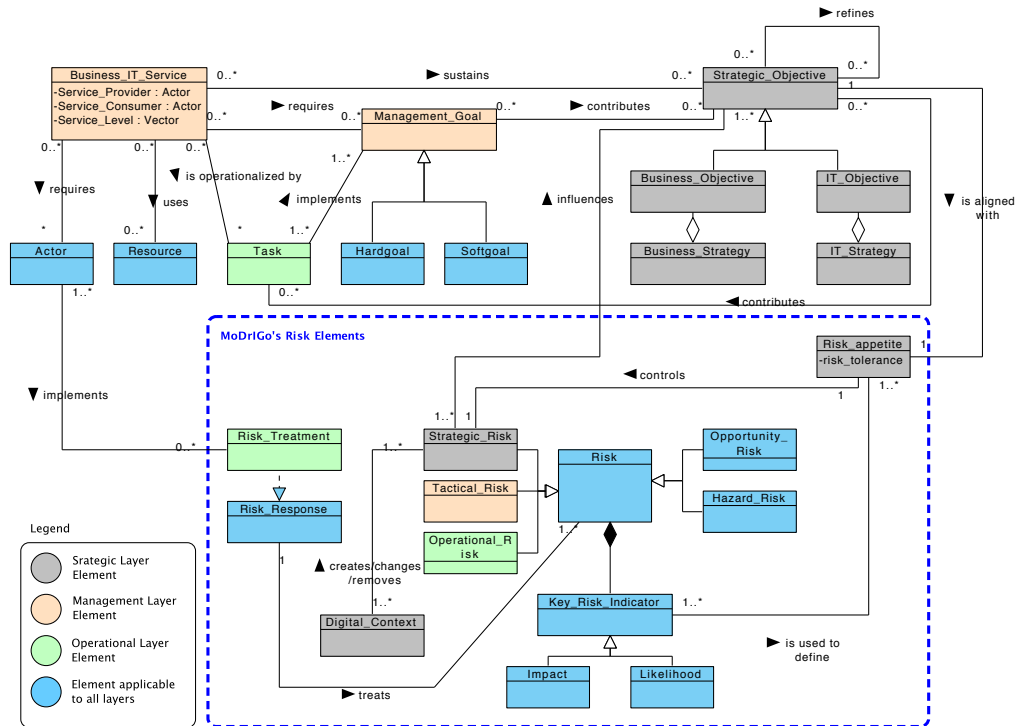 refines
0..*
0..*
Business_IT_Service
-Service_Provider : Actor
-Service_Consumer : Actor
-Service_Level : Vector
0..*
sustains
0..*
Strategic_Objective
1
0..*
0..*
requires
0..*
Management_Goal
0..*
contributes
0..*
1..*
0..*
0..*
0..*
1..*
is operationalized by
requires
uses
implements
influences
Business_Objective
IT_Objective
is aligned
with
*
0..*
*
1..*
Actor
Resource
Task
Hardgoal
Softgoal
Business_Strategy
IT_Strategy
1..*
0..*
contributes
MoDrIGo's Risk Elements
Risk_appetite
-risk_tolerance
1
controls
1
1..*
implements
1..*
1
0..*
Risk_Treatment
1..*
Strategic_Risk
Risk
Opportunity_
Risk
Tactical_Risk
Hazard_Risk
Risk_Response
1..*
Operational_R
isk
1
creates/changes
/removes
1..*
Digital_Context
Key_Risk_Indicator
1..*
is used to
define
Impact
Likelihood
treats
Legend
Srategic Layer
Element
Management Layer
Element
Operational Layer
Element
Element applicable
to all layers